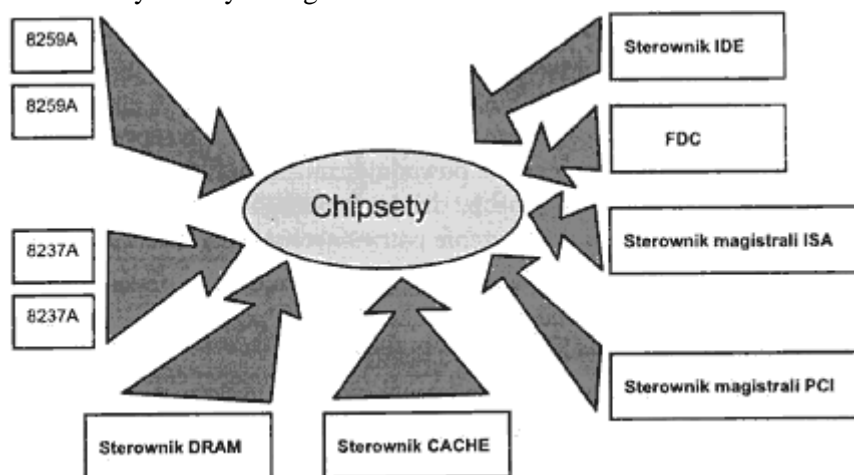 8259A
8259A
8237A
8237A
Sterownik DRAM
Sterownik CACHE
Chipsety
Sterownik IDE
FDC
Sterownik magistrali ISA
Sterownik magistrali PCI